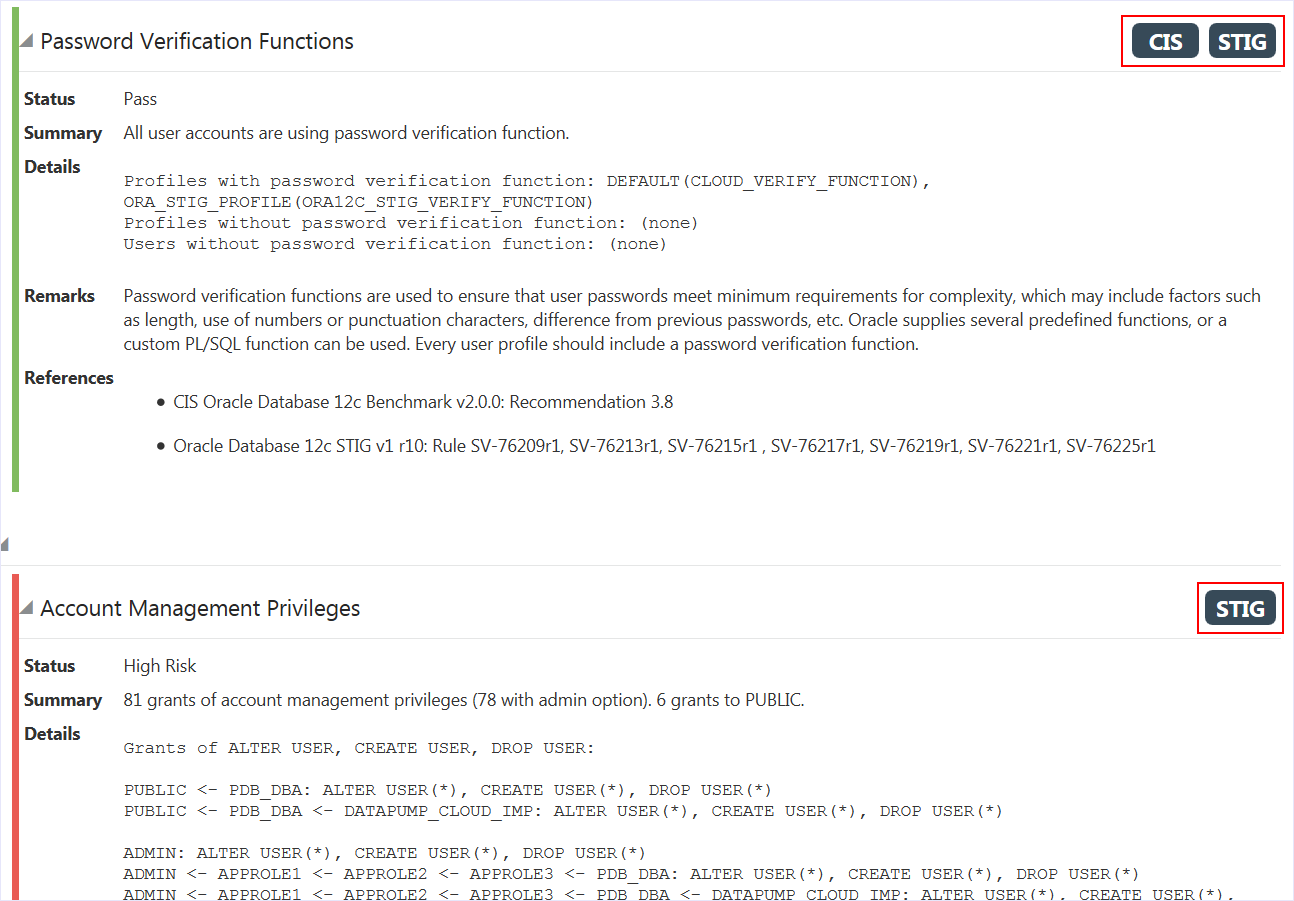 Password Verification Functions CIS STIG
Status Pass
Summary All user accounts are using password verification function.
Details
Profiles with password verification function: DEFAULT(CLOUD_VERIFY_FUNCTION),
ORA_STIG_PROFILE(ORA12C_STIG_VERIFY_FUNCTION)
Profiles without password verification function: (none)
Users without password verification function: (none)
Remarks Password verification functions are used to ensure that user passwords meet minimum requirements for complexity, which may include factors such
as length, use of numbers or punctuation characters, difference from previous passwords, etc. Oracle supplies several predefined functions, or a
custom PL/SQL function can be used. Every user profile should include a password verification function.
References
• CIS Oracle Database 12c Benchmark v2.0.0: Recommendation 3.8
• Oracle Database 12c STIG v1 r10: Rule SV-76209r1, SV-76213r1, SV-76215r1 , SV-76217r1, SV-76219r1, SV-76221r1, SV-76225r1
Account Management Privileges STIG
Status High Risk
Summary 81 grants of account management privileges (78 with admin option). 6 grants to PUBLIC.
Details
Grants of ALTER USER, CREATE USER, DROP USER:
PUBLIC <- PDB_DBA: ALTER USER(*), CREATE USER(*), DROP USER(*)
PUBLIC <- PDB_DBA <- DATAPUMP_CLOUD_IMP: ALTER USER(*), CREATE USER(*), DROP USER(*)
ADMIN: ALTER USER(*), CREATE USER(*), DROP USER(*)
ADMIN <- APPROLE1 <- APPROLE2 <- APPROLE3 <- PDB_DBA: ALTER USER(*), CREATE USER(*), DROP USER(*)
ADMIN <- APPROLE1 <- APPROLE2 <- APPROLE3 <- PDB_DBA <- DATAPUMP_CLOUD_IMP: ALTER USER(*), CREATE USER(*),